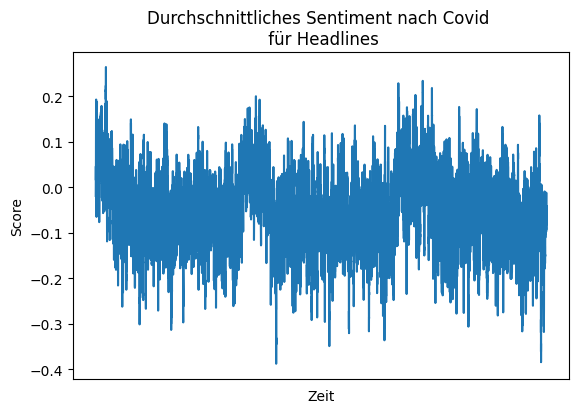 Durchschnittliches Sentiment nach Covid
für Headlines
0.2
0.1
0.0
−0.1
−0.2
−0.3
−0.4
Score
Zeit